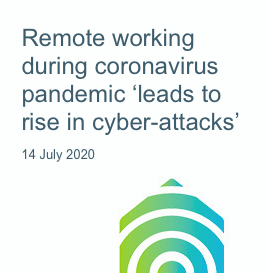 Remote working
during coronavirus
pandemic ‘leads to
rise in cyber-attacks’
14 July 2020